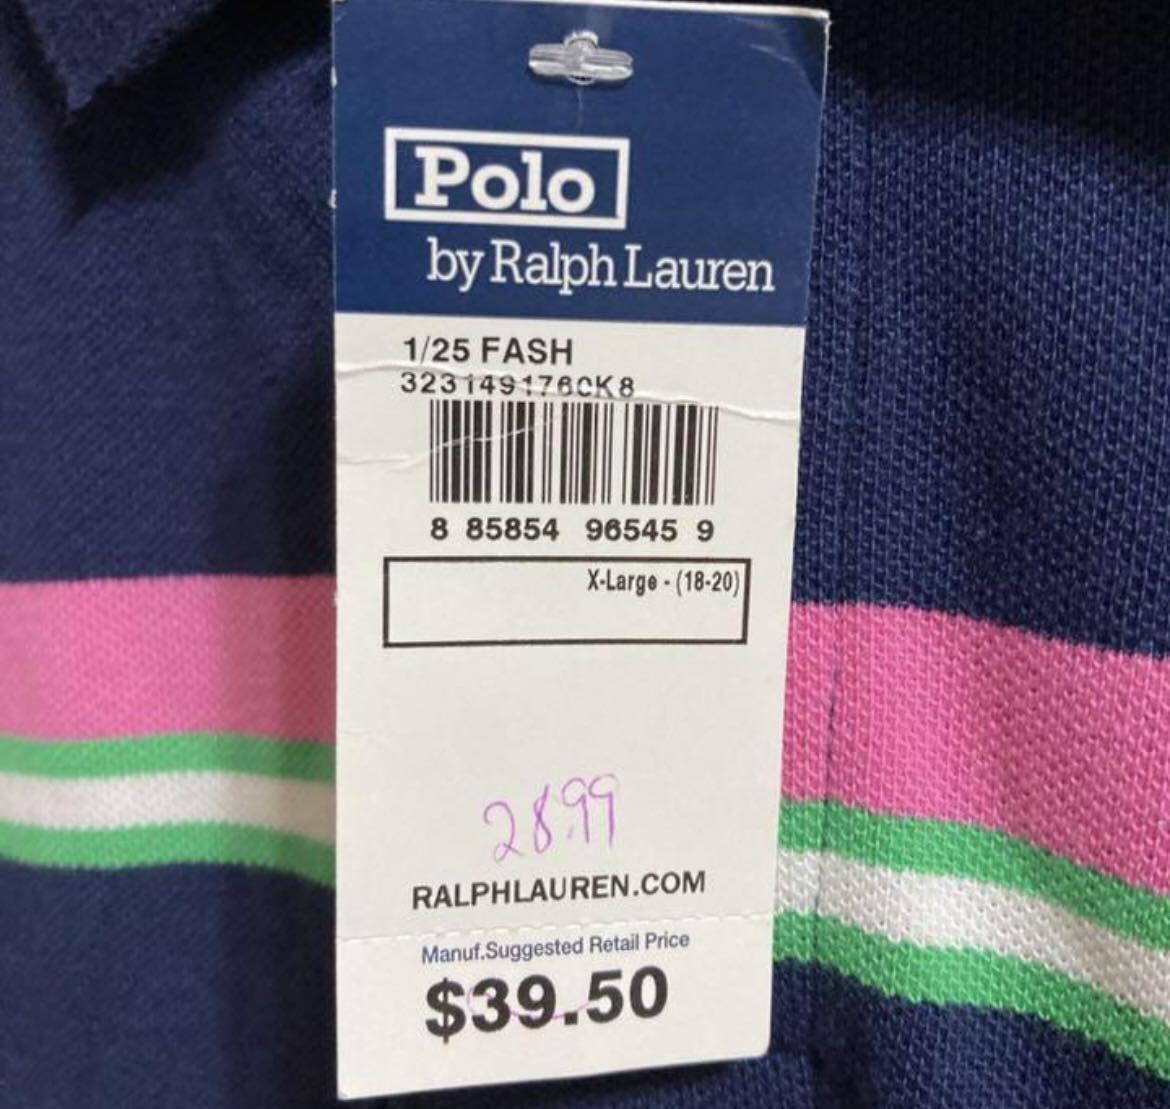 Polo
by Ralph Lauren
1/25 FASH
323149176CK8
8 85854 96545 9
X-Large - (18-20)
28.99
RALPHLAUREN.COM
Manuf.Suggested Retail Price
$39.50